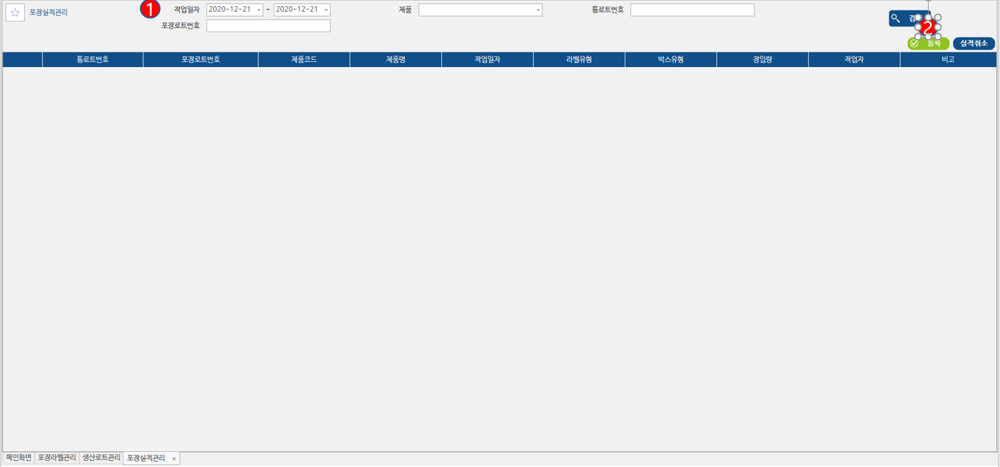 포장실적관리
1 작업일자 2020-12-21 ~ 2020-12-21 제품 통로트번호
포장로트번호
2
등록 실적취소
통로트번호 포장로트번호 제품코드 제품명 작업일자 라벨유형 박스유형 장입량 작업자 비고
메인화면 포장라벨관리 생산로트관리 포장실적관리 ×